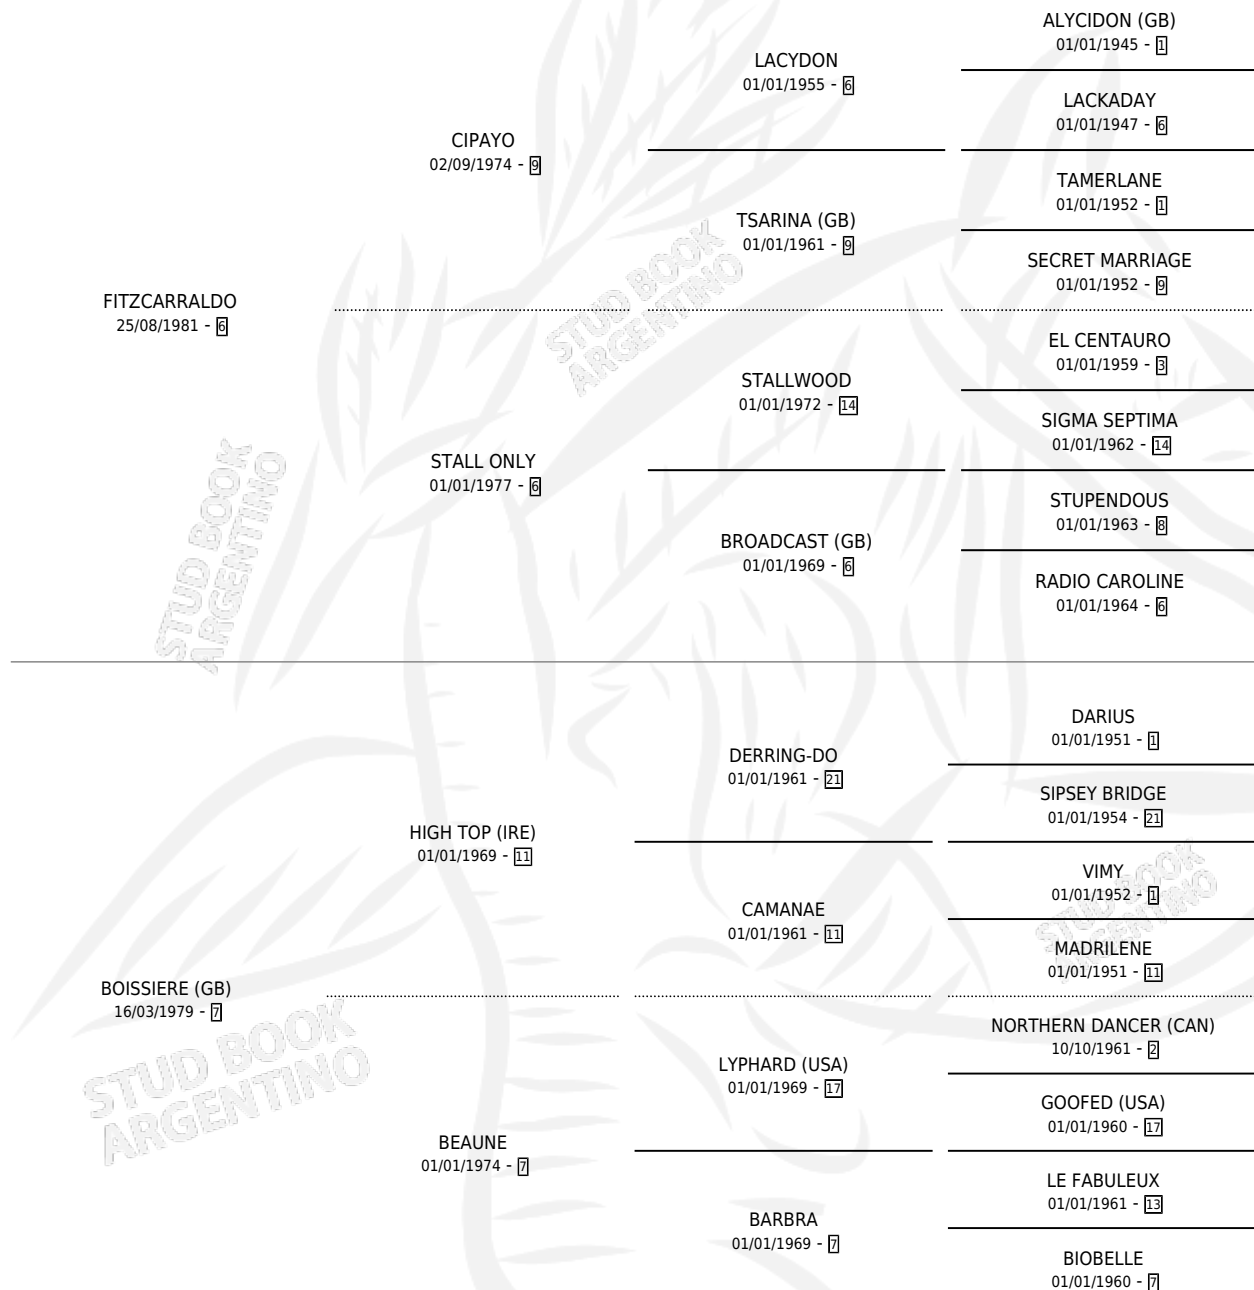 ALYCIDON (GB)
01/01/1945 - 1
LACYDON
01/01/1955 - 6
LACKADAY
01/01/1947 - 6
CIPAYO
02/09/1974 - 9
TAMERLANE
01/01/1952 - 1
TSARINA (GB)
01/01/1961 - 9
SECRET MARRIAGE
01/01/1952 - 9
FITZCARRALDO
25/08/1981 - 6
EL CENTAURO
01/01/1959 - 3
STALLWOOD
01/01/1972 - 14
SIGMA SEPTIMA
01/01/1962 - 14
STALL ONLY
01/01/1977 - 6
STUPENDOUS
01/01/1963 - 8
BROADCAST (GB)
01/01/1969 - 6
RADIO CAROLINE
01/01/1964 - 6
STUD BOOK
ARGENTINO
STUD BOOK
ARGENTINO
DARIUS
01/01/1951 - 1
DERRING-DO
01/01/1961 - 21
SIPSEY BRIDGE
01/01/1954 - 21
HIGH TOP (IRE)
01/01/1969 - 11
VIMY
01/01/1952 - 1
CAMANAE
01/01/1961 - 11
MADRILENE
01/01/1951 - 11
STUD BOOK
ARGENTINO
BOISSIERE (GB)
16/03/1979 - 7
NORTHERN DANCER (CAN)
10/10/1961 - 2
LYPHARD (USA)
01/01/1969 - 17
GOOFED (USA)
01/01/1960 - 17
STUD BOOK
ARGENTINO
BEAUNE
01/01/1974 - 7
LE FABULEUX
01/01/1961 - 13
BARBRA
01/01/1969 - 7
BIOBELLE
01/01/1960 - 7